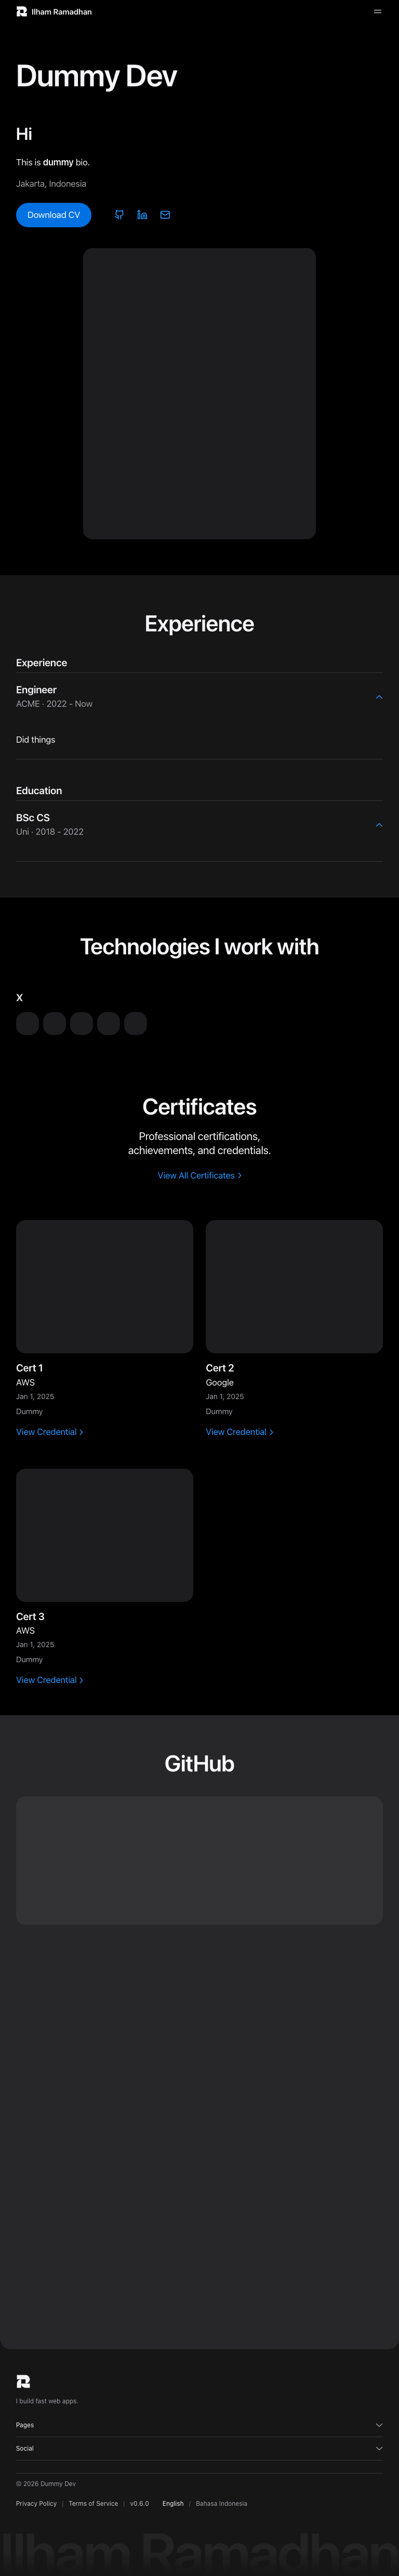 Ilham Ramadhan
Dummy Dev
Hi
This is dummy bio.
Jakarta, Indonesia
Download CV
Experience
Experience
Engineer
ACME · 2022 - Now
Did things
Education
BSc CS
Uni · 2018 - 2022
Technologies I work with
X
Certificates
Professional certifications,
achievements, and credentials.
View All Certificates
Cert 1
AWS
Jan 1, 2025
Dummy
View Credential
Cert 2
Google
Jan 1, 2025
Dummy
View Credential
Cert 3
AWS
Jan 1, 2025
Dummy
View Credential
GitHub
I build fast web apps.
Pages
Social
© 2026 Dummy Dev
Privacy Policy | Terms of Service | v0.6.0 English | Bahasa Indonesia
Ilham Ramadhan